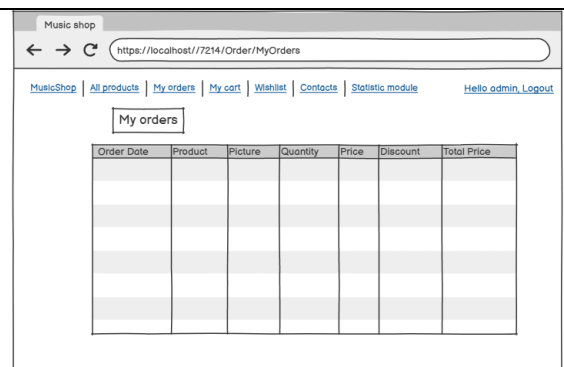 Music shop
https://localhost//7214/Order/MyOrders
MusicShop All products My orders My cart Wishlist Contacts Statistic module Hello admin, Logout
My orders
Order Date Product Picture Quantity Price Discount Total Price